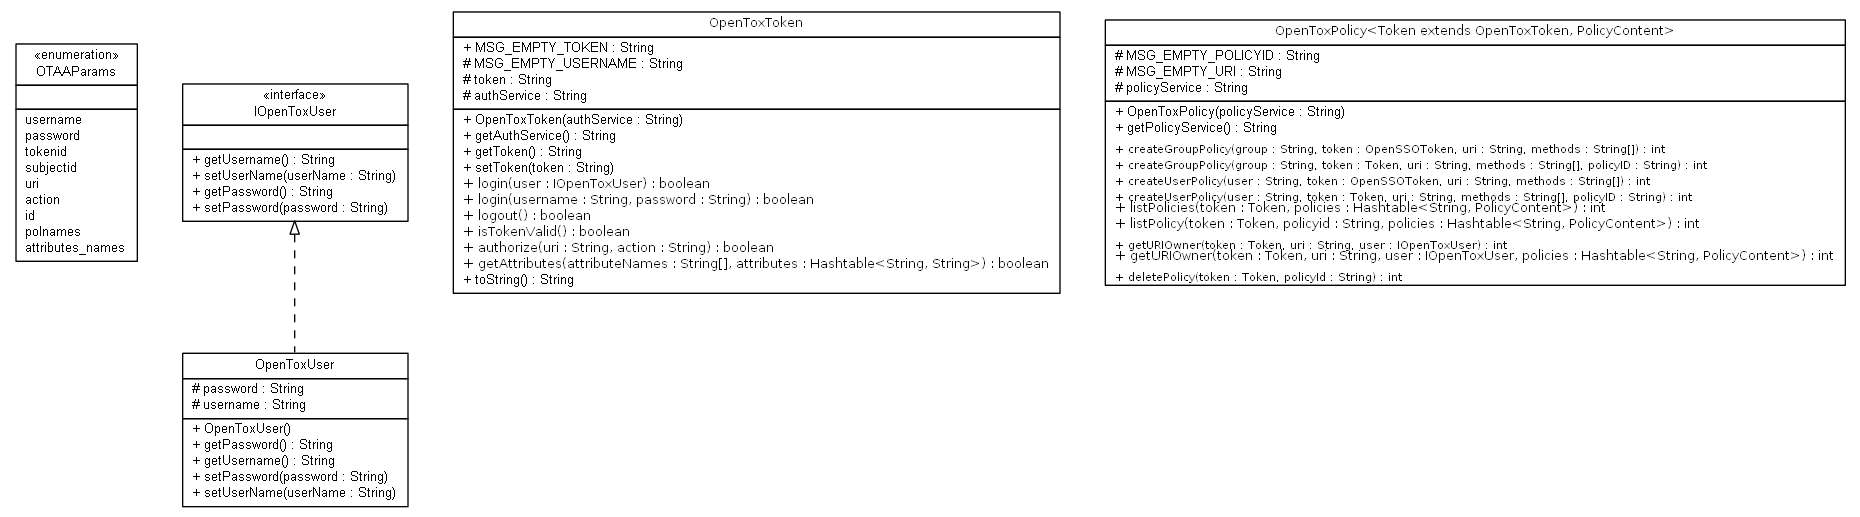 «enumeration»
OTAAParams
username
password
tokenid
subjectid
uri
action
id
polnames
attributes_names
«interface»
IOpenToxUser
+ getUsername() : String
+ setUserName(userName : String)
+ getPassword() : String
+ setPassword(password : String)
OpenToxUser
# password : String
# username : String
+ OpenToxUser()
+ getPassword() : String
+ getUsername() : String
+ setPassword(password : String)
+ setUserName(userName : String)
OpenToxToken
+ MSG_EMPTY_TOKEN : String
# MSG_EMPTY_USERNAME : String
# token : String
# authService : String
+ OpenToxToken(authService : String)
+ getAuthService() : String
+ getToken() : String
+ setToken(token : String)
+ login(user : IOpenToxUser) : boolean
+ login(username : String, password : String) : boolean
+ logout() : boolean
+ isTokenValid() : boolean
+ authorize(uri : String, action : String) : boolean
+ getAttributes(attributeNames : String[], attributes : Hashtable<String, String>) : boolean
+ toString() : String
OpenToxPolicy<Token extends OpenToxToken, PolicyContent>
# MSG_EMPTY_POLICYID : String
# MSG_EMPTY_URI : String
# policyService : String
+ OpenToxPolicy(policyService : String)
+ getPolicyService() : String
+ createGroupPolicy(group : String, token : OpenSSOToken, uri : String, methods : String[]) : int
+ createGroupPolicy(group : String, token : Token, uri : String, methods : String[], policyID : String) : int
+ createUserPolicy(user : String, token : OpenSSOToken, uri : String, methods : String[]) : int
+ createUserPolicy(user : String, token : Token, uri : String, methods : String[], policyID : String) : int
+ listPolicies(token : Token, policies : Hashtable<String, PolicyContent>) : int
+ listPolicy(token : Token, policyid : String, policies : Hashtable<String, PolicyContent>) : int
+ getURIOwner(token : Token, uri : String, user : IOpenToxUser) : int
+ getURIOwner(token : Token, uri : String, user : IOpenToxUser, policies : Hashtable<String, PolicyContent>) : int
+ deletePolicy(token : Token, policyId : String) : int